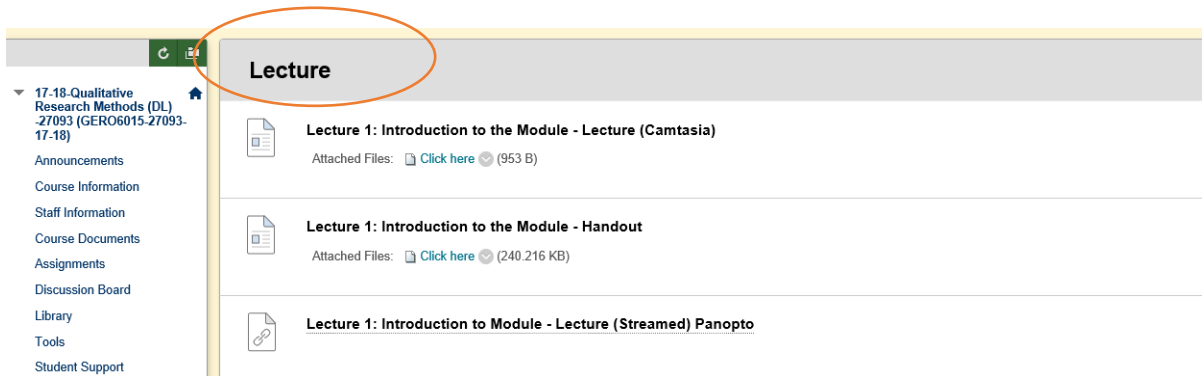 Lecture
17-18-Qualitative
Research Methods (DL)
-27093 (GERO6015-27093-
17-18)
Announcements
Course Information
Staff Information
Course Documents
Assignments
Discussion Board
Library
Tools
Student Support
Lecture 1: Introduction to the Module - Lecture (Camtasia)
Attached Files: Click here (953 B)
Lecture 1: Introduction to the Module - Handout
Attached Files: Click here (240.216 KB)
Lecture 1: Introduction to Module - Lecture (Streamed) Panopto